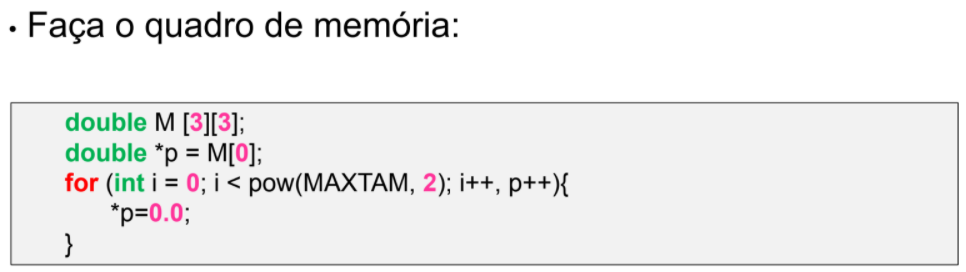 • Faça o quadro de memória:
double M [3][3];
double *p = M[0];
for (int i = 0; i < pow(MAXTAM, 2); i++, p++){
*p=0.0;
}